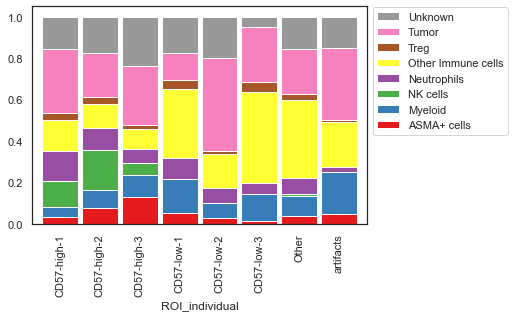 1.0
0.8
0.6
0.4
0.2
0.0
CD57-high-1
CD57-high-2
CD57-high-3
CD57-low-1
CD57-low-2
CD57-low-3
Other
artifacts
ROI_individual
Unknown
Tumor
Treg
Other Immune cells
Neutrophils
NK cells
Myeloid
ASMA+ cells